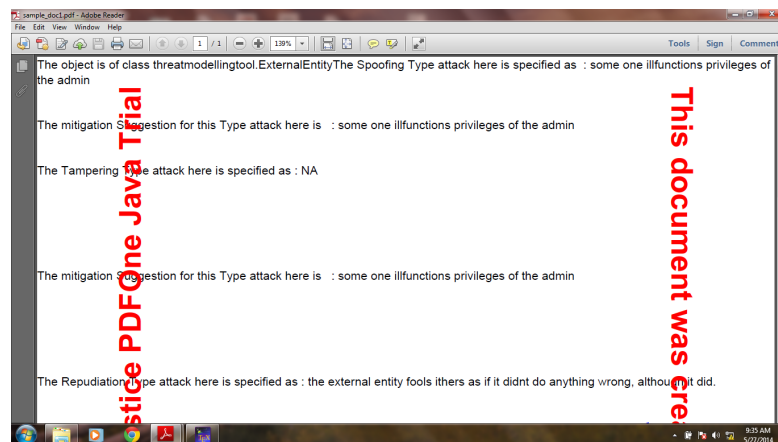 sample_doc1.pdf - Adobe Reader
File Edit View Window Help
1 / 1 139% Tools Sign Comment
The object is of class threatmodellingtool.ExternalEntityThe Spoofing Type attack here is specified as : some one illfunctions privileges of
the admin
The mitigation Suggestion for this Type attack here is : some one illfunctions privileges of the admin
The Tampering Type attack here is specified as : NA
The mitigation Suggestion for this Type attack here is : some one illfunctions privileges of the admin
The Repudiation Type attack here is specified as : the external entity fools ithers as if it didnt do anything wrong, although it did.
stice PDFOne Java Trial
This document was crea
9:35 AM
5/27/2014